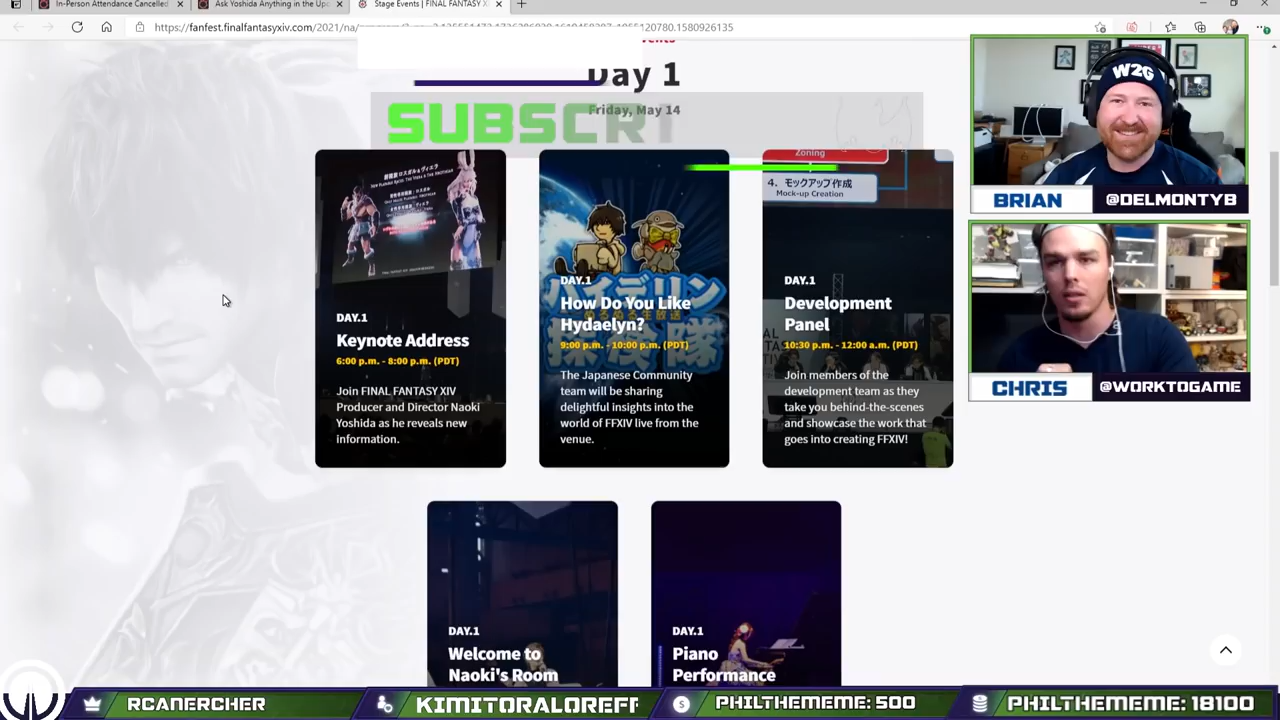 In-Person Attendance Cancelled
Ask Yoshida Anything in the Upc
Stage Events | FINAL FANTASY XIV
https://fanfest.finalfantasyxiv.com/2021/na/
Day 1
Friday, May 14
SUBSCRI
Zoning
4. モックアップ作成
Mock-up Creation
DAY.1
Keynote Address
6:00 p.m. - 8:00 p.m. (PDT)
Join FINAL FANTASY XIV
Producer and Director Naoki
Yoshida as he reveals new
information.
DAY.1
How Do You Like
Hydaelyn?
9:00 p.m. - 10:00 p.m. (PDT)
The Japanese Community
team will be sharing
delightful insights into the
world of FFXIV live from the
venue.
DAY.1
Development
Panel
10:30 p.m. - 12:00 a.m. (PDT)
Join members of the
development team as they
take you behind-the-scenes
and showcase the work that
goes into creating FFXIV!
DAY.1
Welcome to
Naoki's Room
DAY.1
Piano
Performance
W2G
BRIAN
@DELMONTYB
CHRIS
@WORKTOGAME
RCANERCHER
KIMITORALOREFF
PHILTHEMEME: 500
PHILTHEMEME: 18100